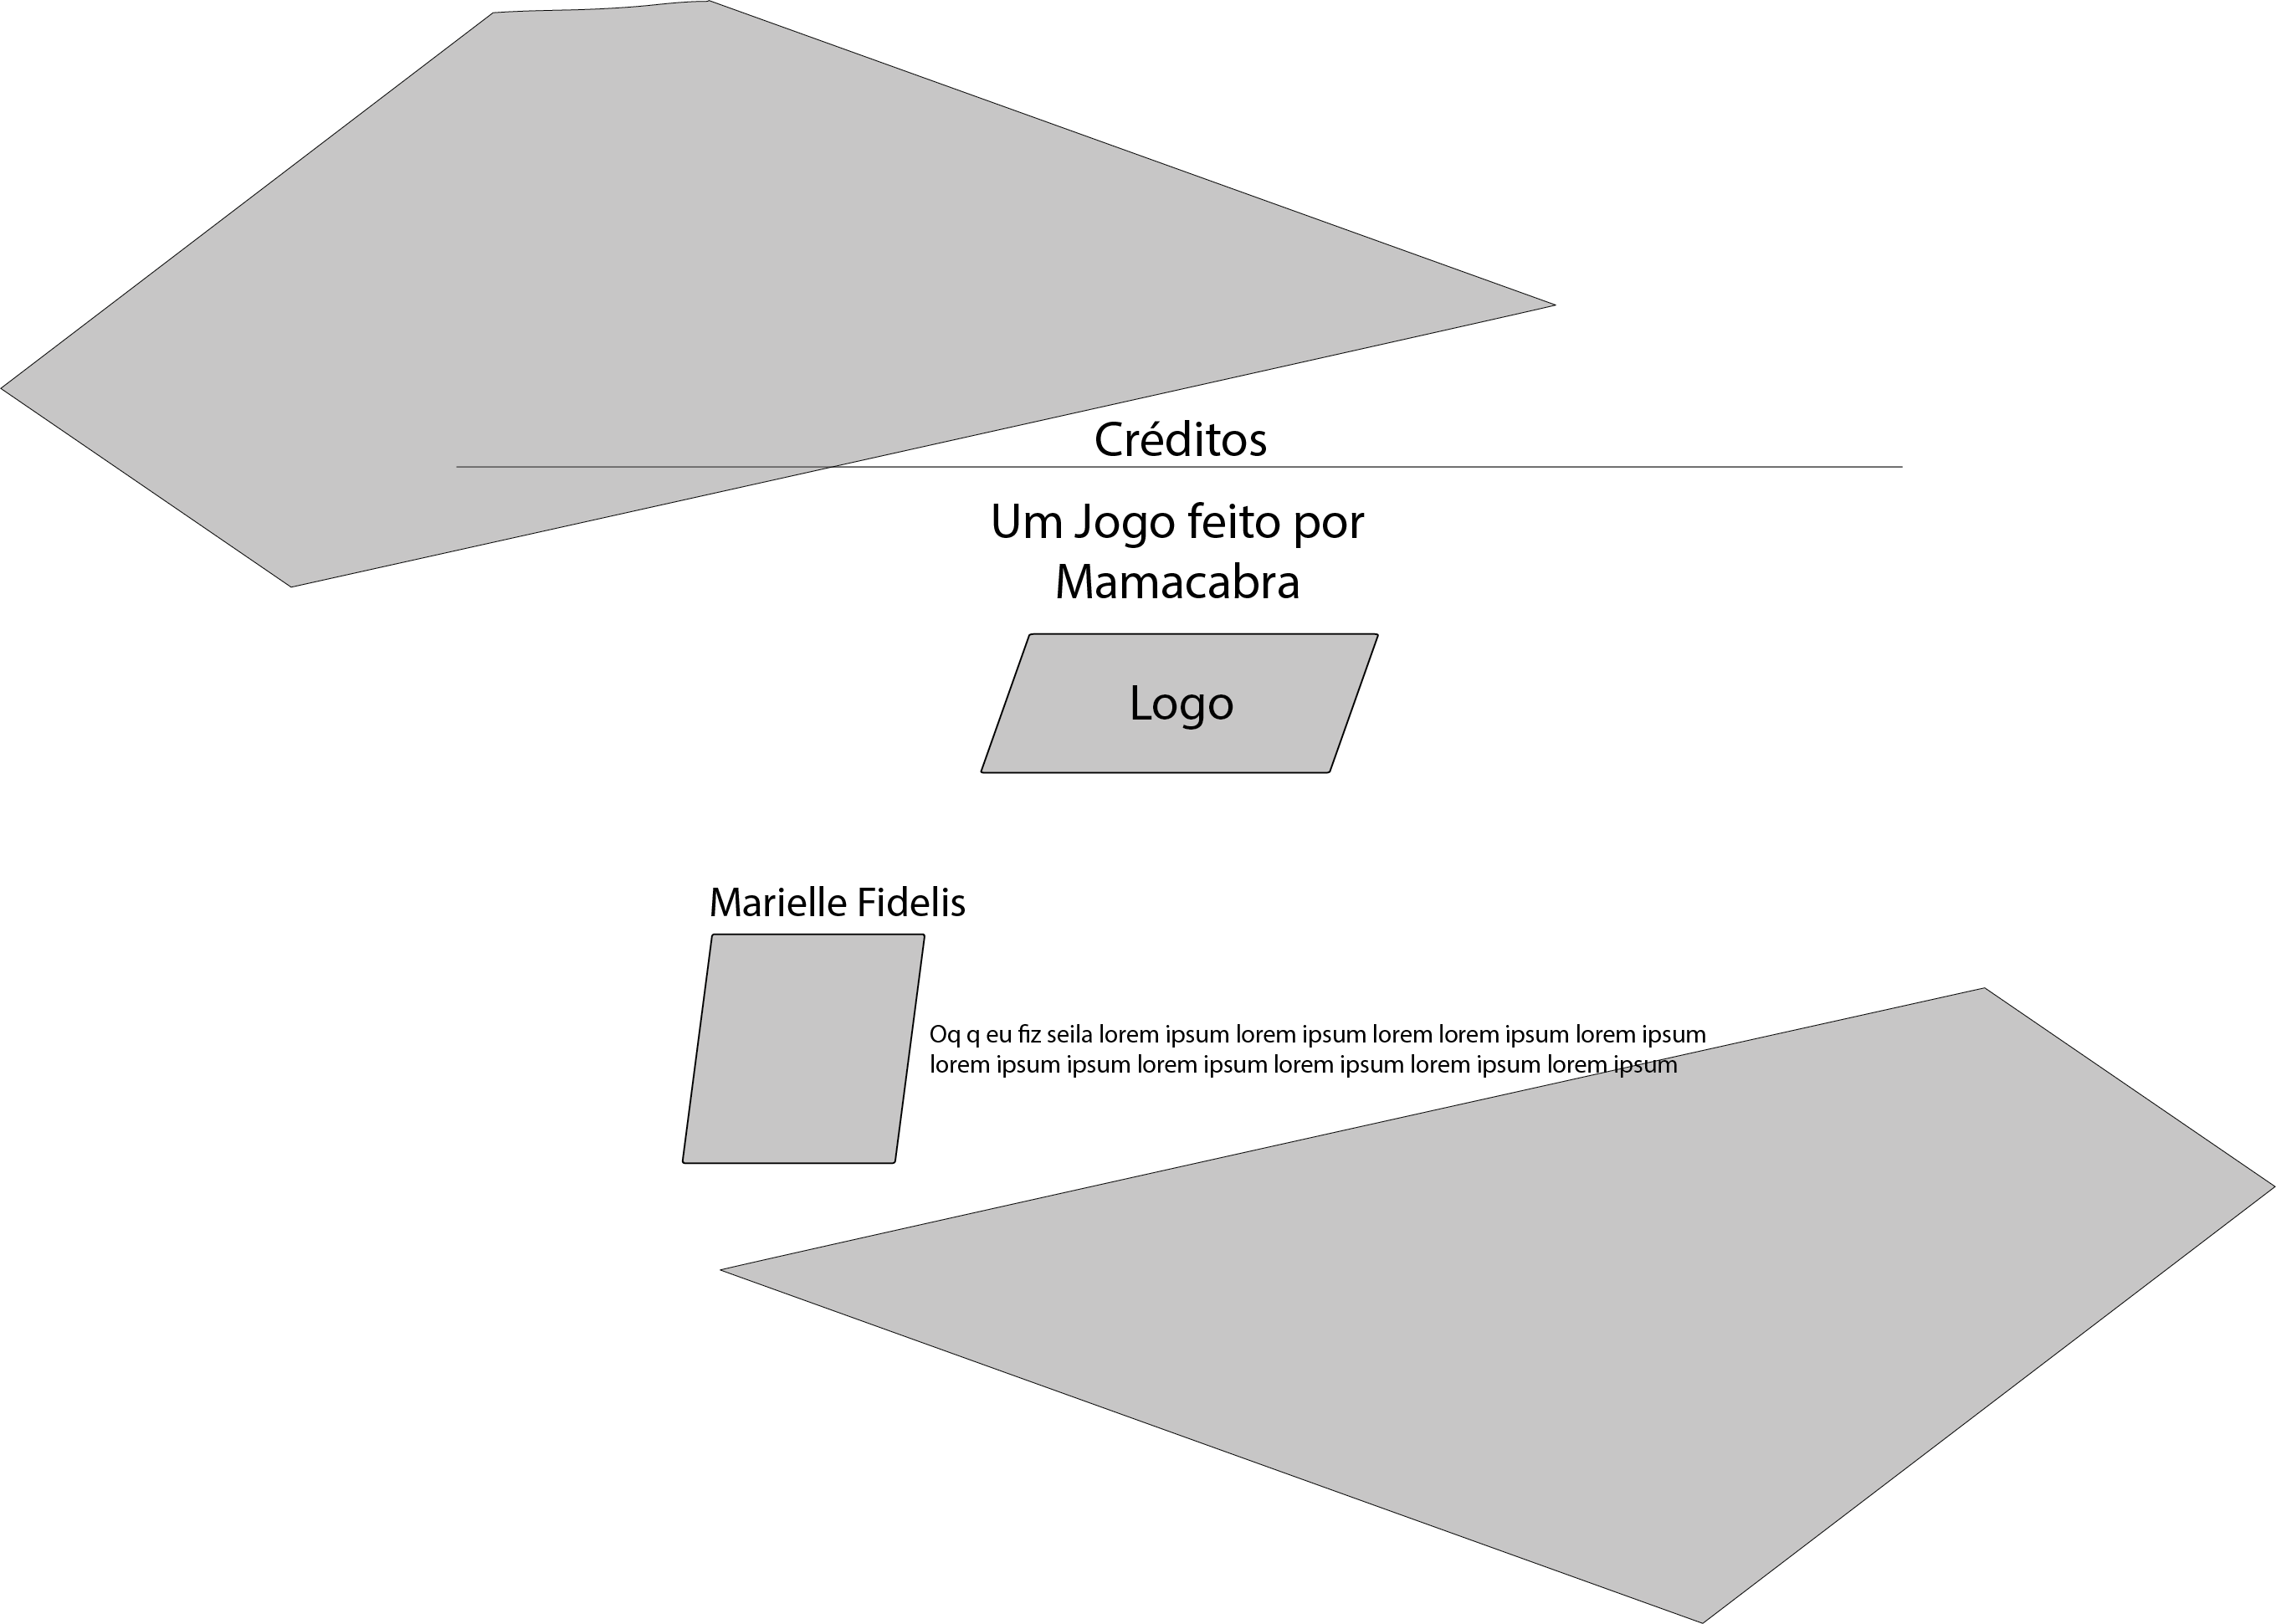 Créditos
Um Jogo feito por
Mamacabra
Logo
Marielle Fidelis
Oq q eu fiz seila lorem ipsum lorem ipsum lorem lorem ipsum lorem ipsum
lorem ipsum ipsum lorem ipsum lorem ipsum lorem ipsum lorem ipsum